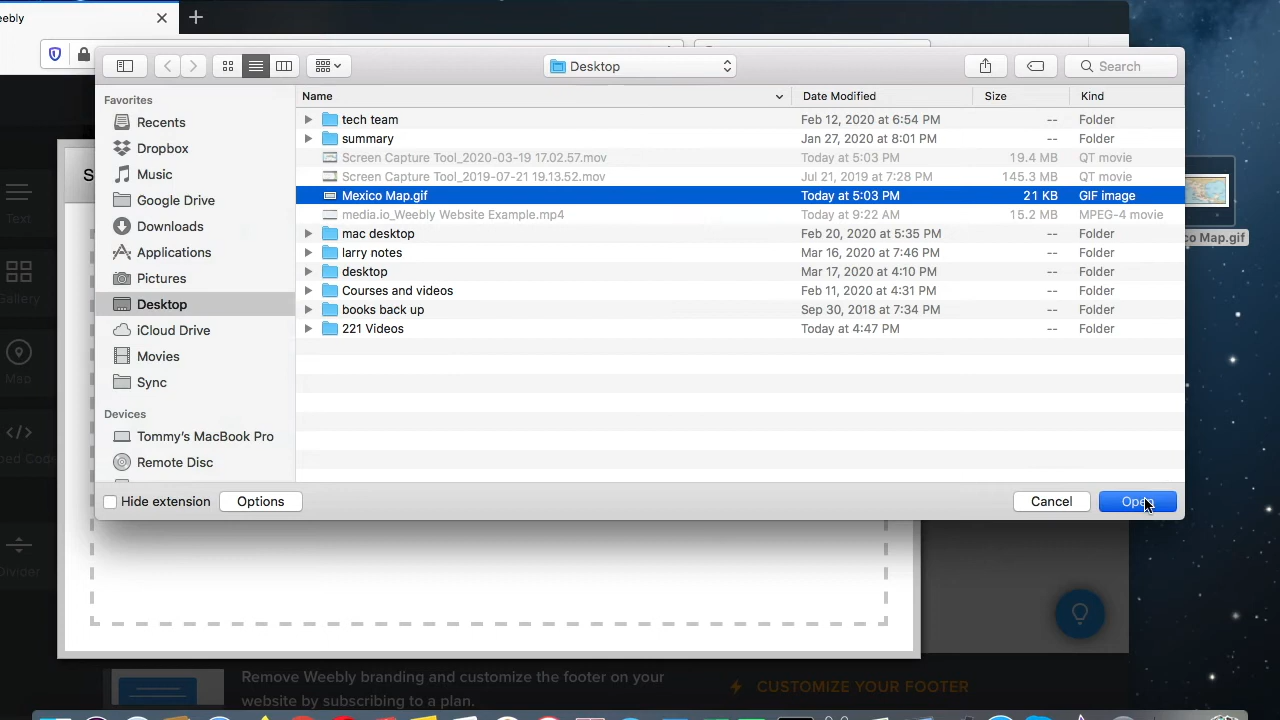 eebly
Desktop
Search
Favorites
Recents
Dropbox
Music
Google Drive
Downloads
Applications
Pictures
Desktop
iCloud Drive
Movies
Sync
Devices
Tommy's MacBook Pro
Remote Disc
Name Date Modified Size Kind
tech team Feb 12, 2020 at 6:54 PM -- Folder
summary Jan 27, 2020 at 8:01 PM -- Folder
Screen Capture Tool_2020-03-19 17.02.57.mov Today at 5:03 PM 19.4 MB QT movie
Screen Capture Tool_2019-07-21 19.13.52.mov Jul 21, 2019 at 7:28 PM 145.3 MB QT movie
Mexico Map.gif Today at 5:03 PM 21 KB GIF image
media.io_Weebly Website Example.mp4 Today at 9:22 AM 15.2 MB MPEG-4 movie
mac desktop Feb 20, 2020 at 5:35 PM -- Folder
larry notes Mar 16, 2020 at 7:46 PM -- Folder
desktop Mar 17, 2020 at 4:10 PM -- Folder
Courses and videos Feb 11, 2020 at 4:31 PM -- Folder
books back up Sep 30, 2018 at 7:34 PM -- Folder
221 Videos Today at 4:47 PM -- Folder
Hide extension Options Cancel Open
co Map.gif
S
Text
Gallery
Map
bed Code
Divider
Remove Weebly branding and customize the footer on your
website by subscribing to a plan.
CUSTOMIZE YOUR FOOTER